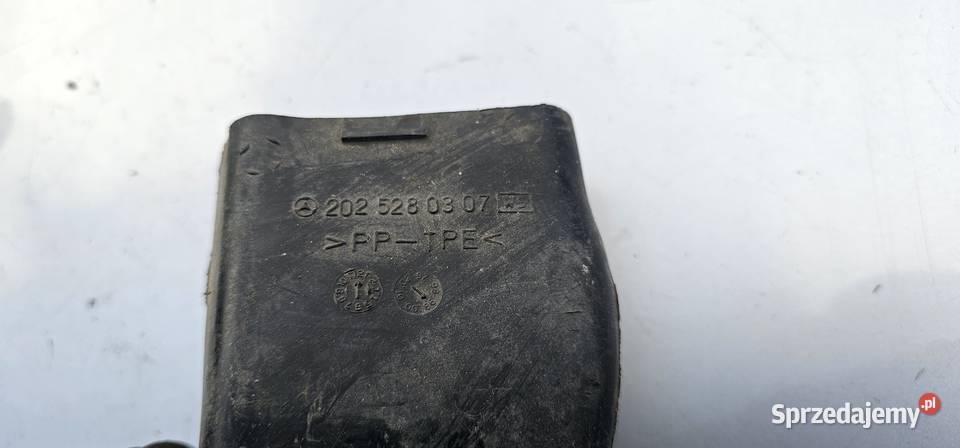 202 528 03 07
>PP-TPE<
Sprzedajemy.pl